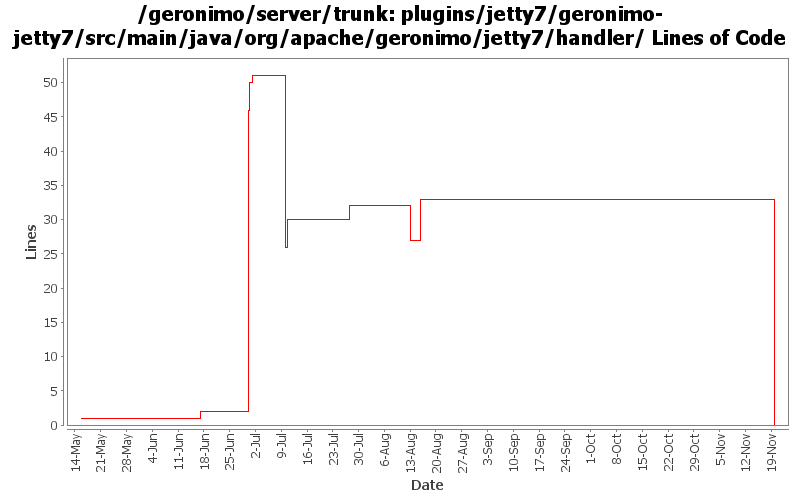 /geronimo/server/trunk: plugins/jetty7/geronimo-
jetty7/src/main/java/org/apache/geronimo/jetty7/handler/ Lines of Code
50
45
40
35
30
25
20
15
10
5
0
Lines
14-May
21-May
28-May
4-Jun
11-Jun
18-Jun
25-Jun
2-Jul
9-Jul
16-Jul
23-Jul
30-Jul
6-Aug
13-Aug
20-Aug
27-Aug
3-Sep
10-Sep
17-Sep
24-Sep
1-Oct
8-Oct
15-Oct
22-Oct
29-Oct
5-Nov
12-Nov
19-Nov
Date